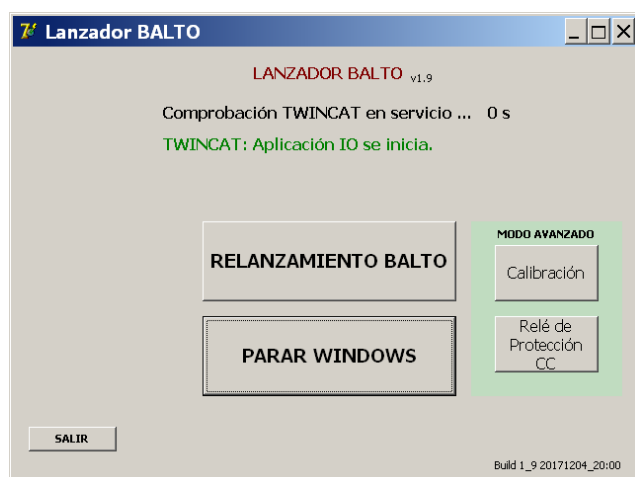 Lanzador BALTO
LANZADOR BALTO v1.9
Comprobación TWINCAT en servicio ... 0 s
TWINCAT: Aplicación IO se inicia.
MODO AVANZADO
RELANZAMIENTO BALTO
Calibración
PARAR WINDOWS
Relé de
Protección
CC
SALIR
Build 1_9 20171204_20:00